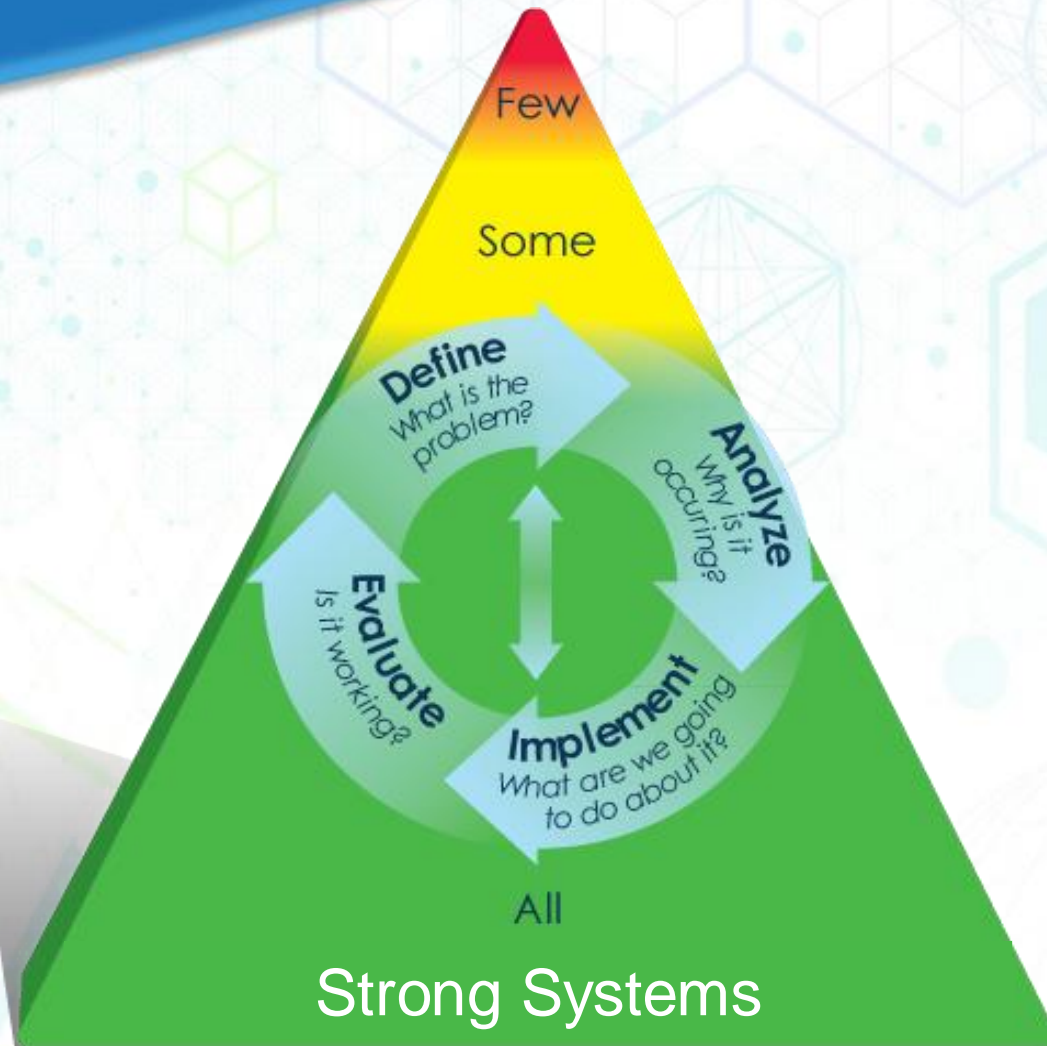 Few
Some
Define
What is the
problem?
Analyze
Why is it
occuring?
Implement
What are we going
to do about it?
Evaluate
Is it working?
All
Strong Systems